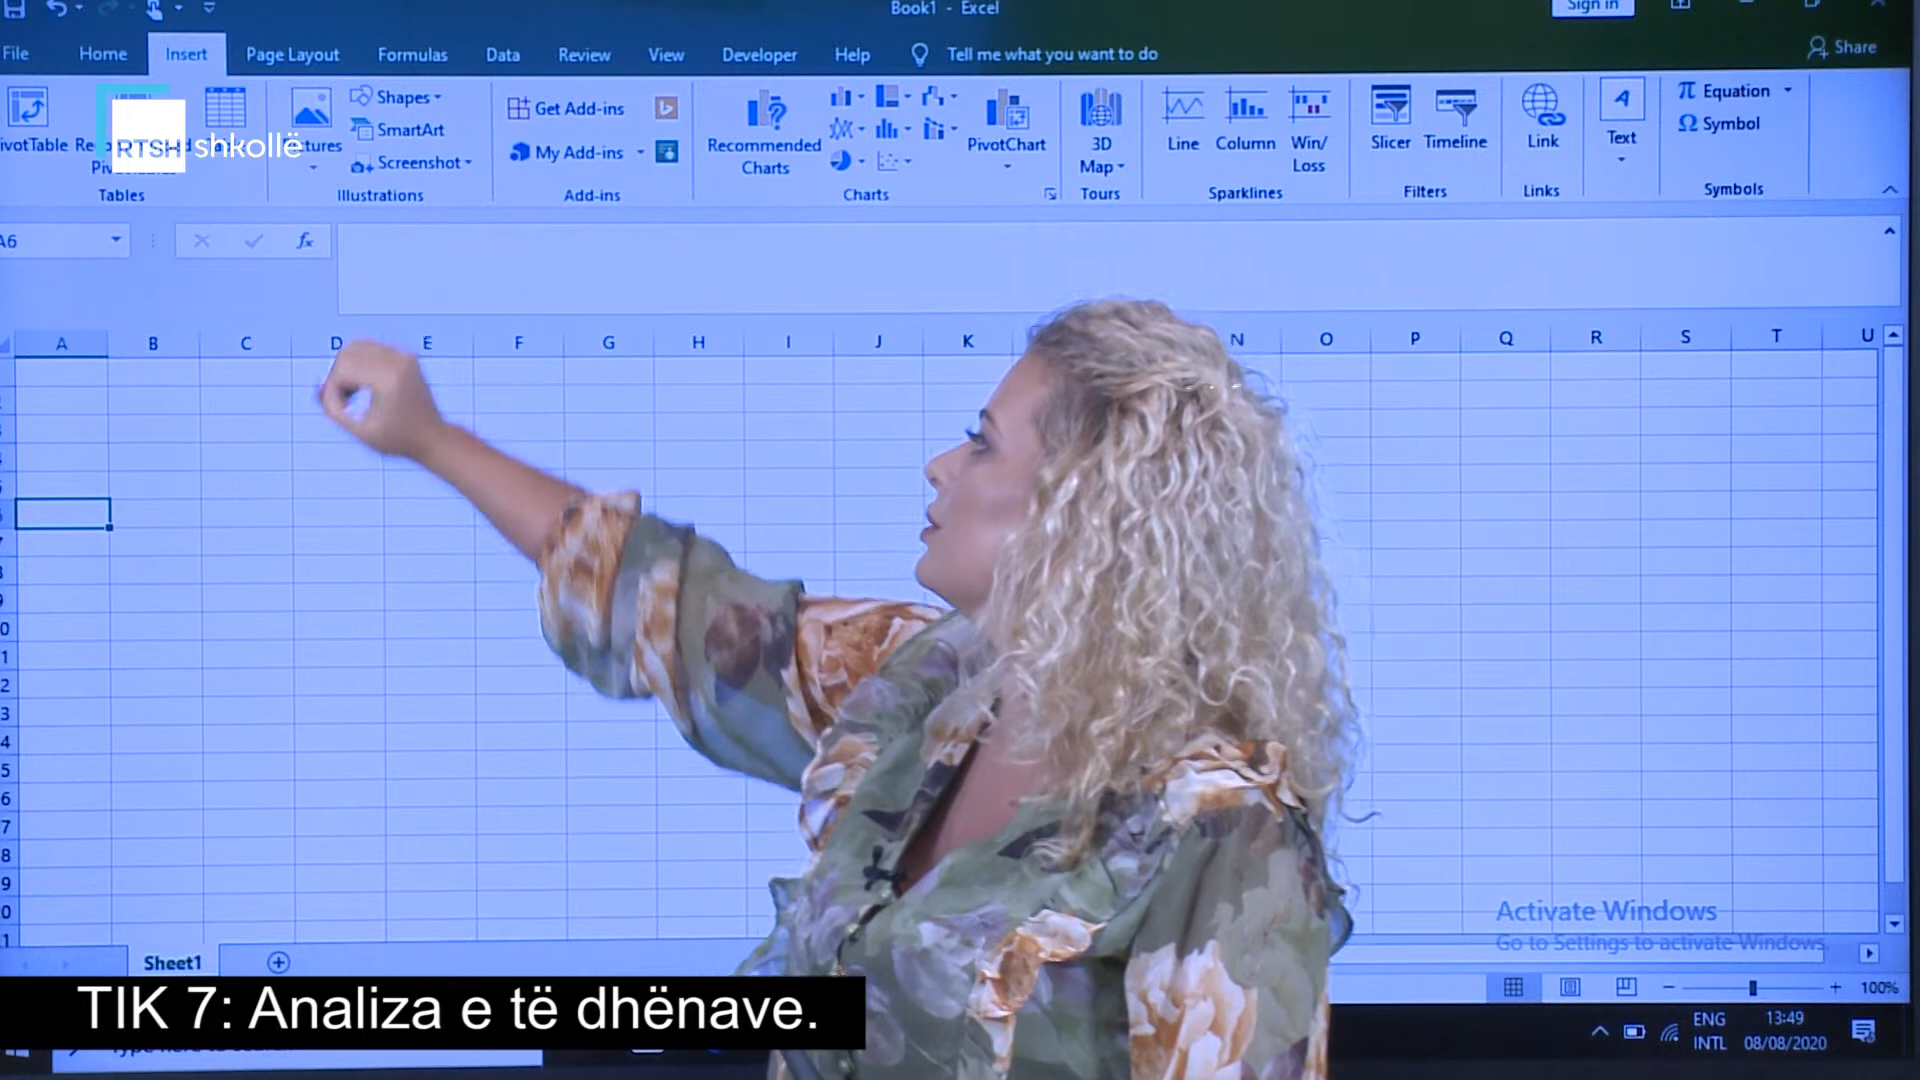 Book1 - Excel
Sign in
File Home Insert Page Layout Formulas Data Review View Developer Help Tell me what you want to do
Share
Shapes
SmartArt
Screenshot
Illustrations
Tables
Get Add-ins
My Add-ins
Add-ins
Recommended
Charts
PivotChart
Charts
3D
Map
Tours
Line Column Win/
Loss
Sparklines
Slicer Timeline
Filters
Link
Links
Text
π Equation
Ω Symbol
Symbols
RTSH shkollë
A6
fx
A B C D E F G H I J K N O P Q R S T U
Activate Windows
Go to Settings to activate Windows.
Sheet1
100%
TIK 7: Analiza e të dhënave.
ENG
INTL
13:49
08/08/2020